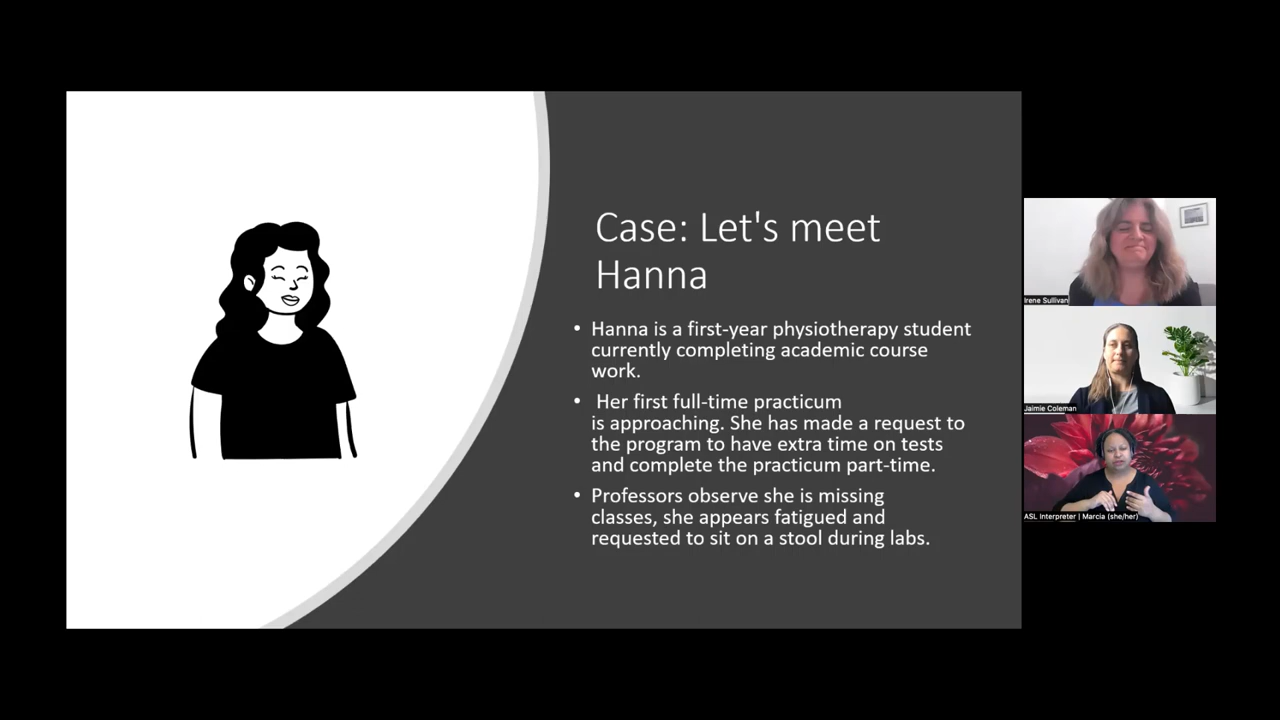 Case: Let's meet
Hanna
• Hanna is a first-year physiotherapy student
currently completing academic course
work.
• Her first full-time practicum
is approaching. She has made a request to
the program to have extra time on tests
and complete the practicum part-time.
• Professors observe she is missing
classes, she appears fatigued and
requested to sit on a stool during labs.
Irene Sullivan
Jaimie Coleman
ASL Interpreter | Marcia (she/her)